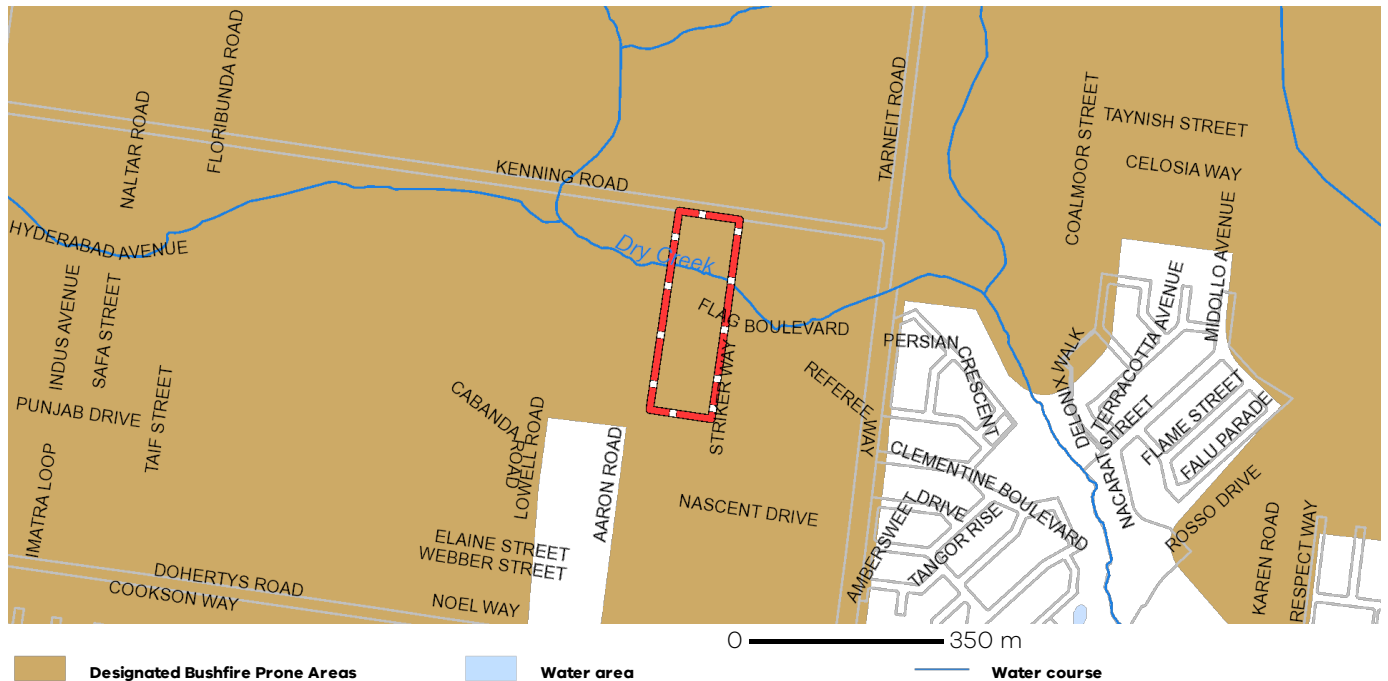 FLORIBUNDA ROAD
NALTAR ROAD
TARNEIT ROAD
COALMOOR STREET
TAYNISH STREET
CELOSIA WAY
KENNING ROAD
HYDERABAD AVENUE
Dry Creek
MIDOLLO AVENUE
INDUS AVENUE
SAFA STREET
FLAG BOULEVARD
PERSIAN CRESCENT
DELONIX WALK
TERRACOTTA AVENUE
STRIKER WAY
REFEREE WAY
PUNJAB DRIVE
TAIF STREET
CABANDA ROAD
LOWELL ROAD
AARON ROAD
NACARAT STREET
FLAME STREET
FALU PARADE
CLEMENTINE BOULEVARD
IMATRA LOOP
NASCENT DRIVE
AMBERSWEET DRIVE
TANGOR RISE
ROSSO DRIVE
KAREN ROAD
RESPECT WAY
ELAINE STREET
WEBBER STREET
DOHERTYS ROAD
COOKSON WAY
NOEL WAY
0 350 m
Designated Bushfire Prone Areas
Water area
Water course